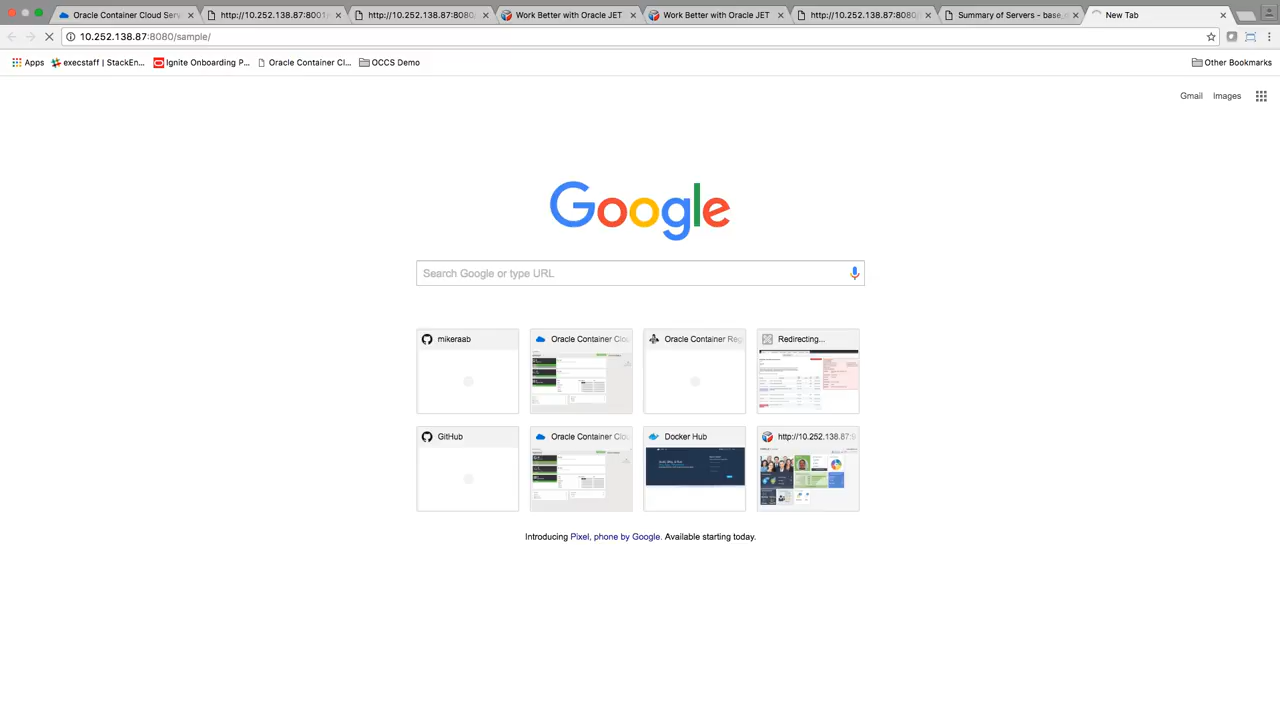 Oracle Container Cloud Serv
http://10.252.138.87:8001
http://10.252.138.87:8080
Work Better with Oracle JET
Work Better with Oracle JET
http://10.252.138.87:8080
Summary of Servers - base_d
New Tab
10.252.138.87:8080/sample/
Apps
execstaff | StackEn...
Ignite Onboarding P...
Oracle Container Cl...
OCCS Demo
Other Bookmarks
Gmail
Images
Google
Search Google or type URL
mikeraab
Oracle Container Clou
Oracle Container Reg
Redirecting...
GitHub
Oracle Container Clou
Docker Hub
http://10.252.138.87:9
Introducing Pixel, phone by Google. Available starting today.